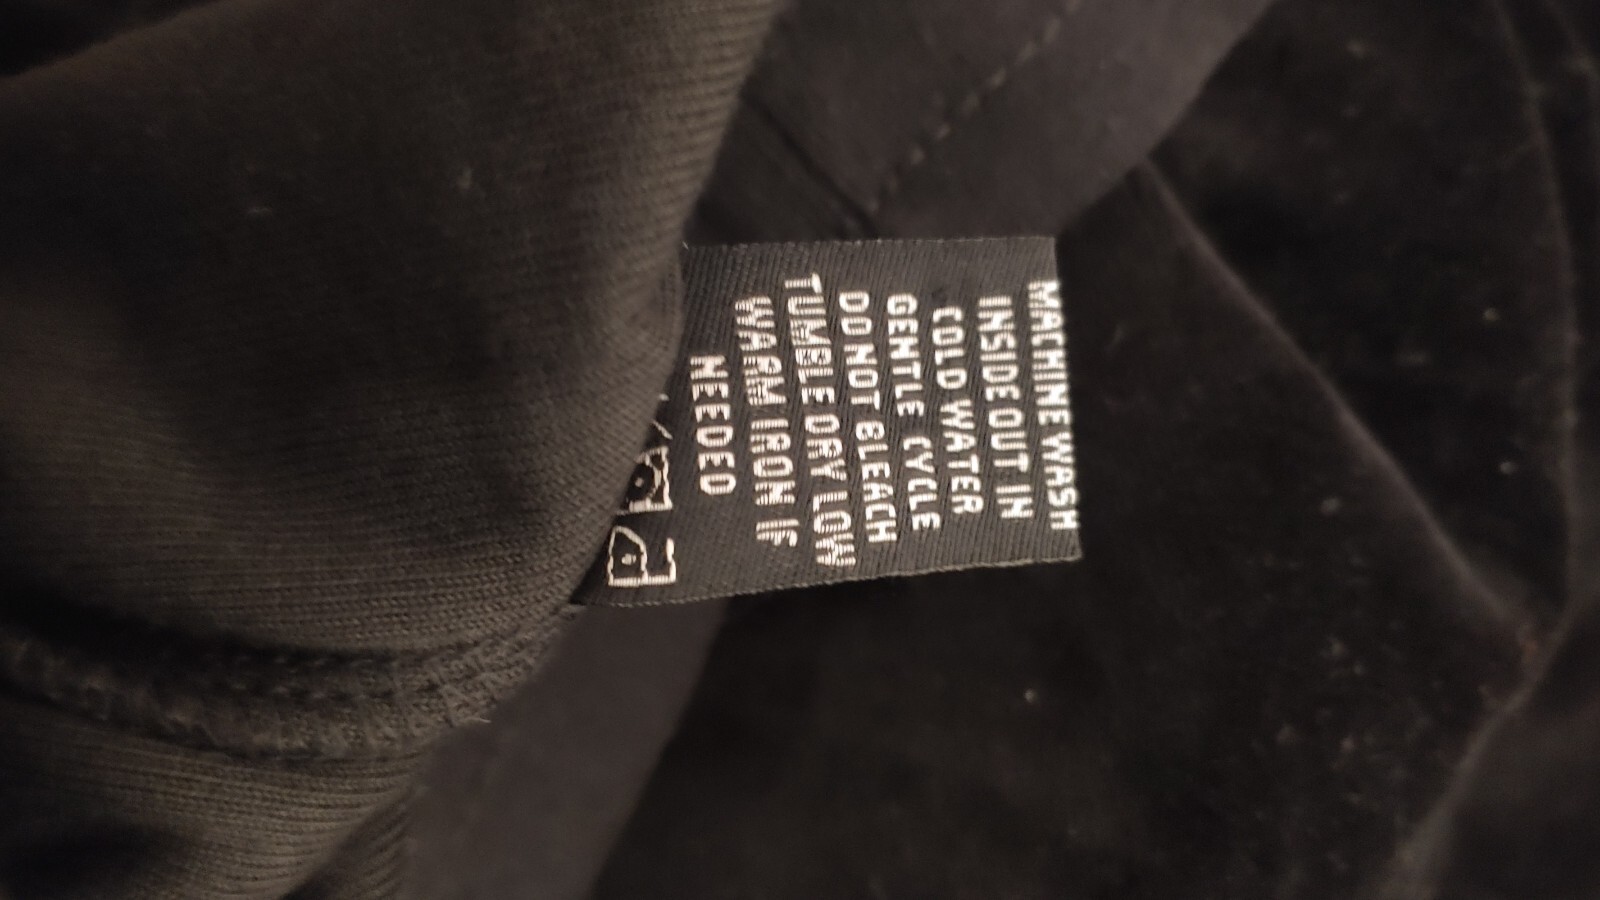 MACHINE WASH
INSIDE OUT IN
COLD WATER
GENTLE CYCLE
DO NOT BLEACH
TUMBLE DRY LOW
WARM IRON IF
NEEDED